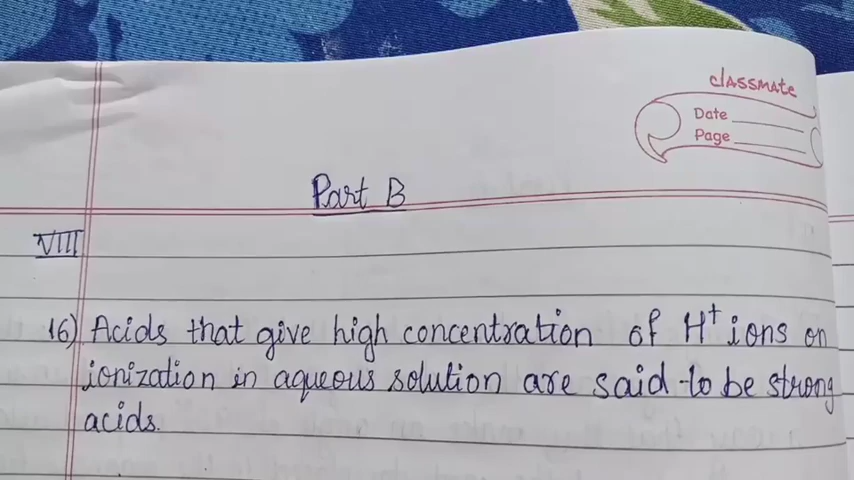 classmate
Date
Page
Part B
VIII
16) Acids that give high concentration of H⁺ ions on
ionization in aqueous solution are said to be strong
acids.